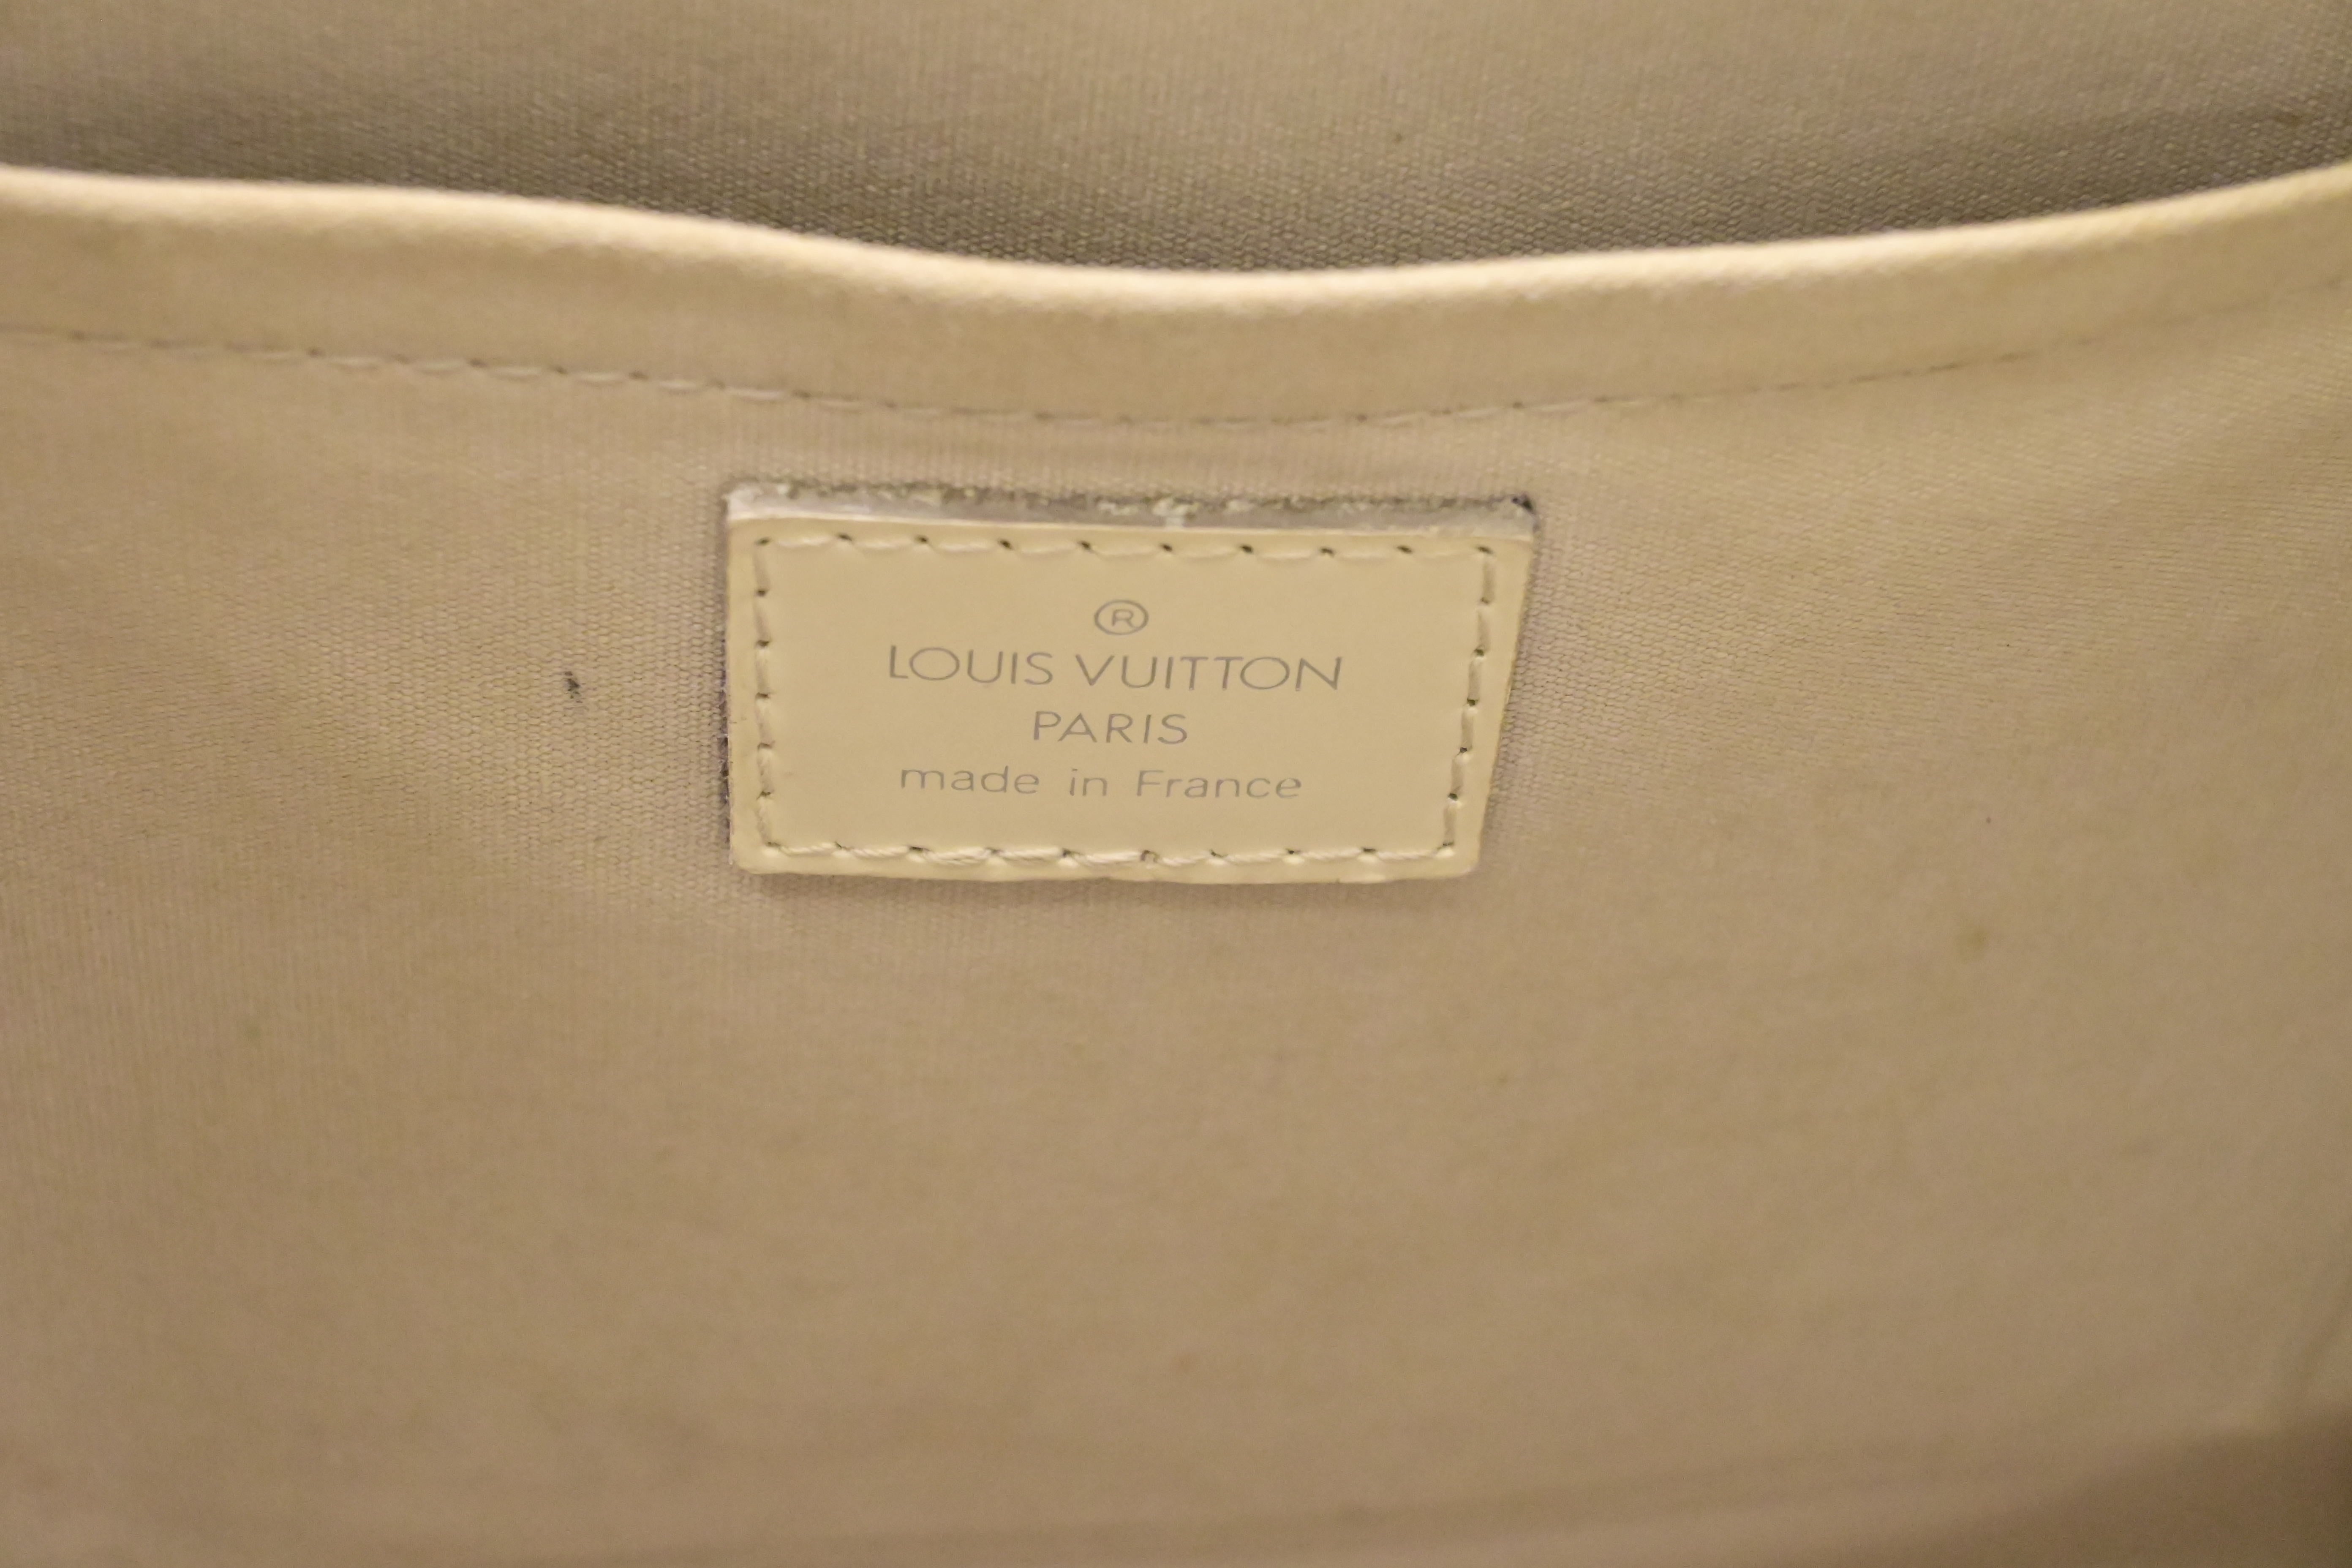 ®
LOUIS VUITTON
PARIS
made in France